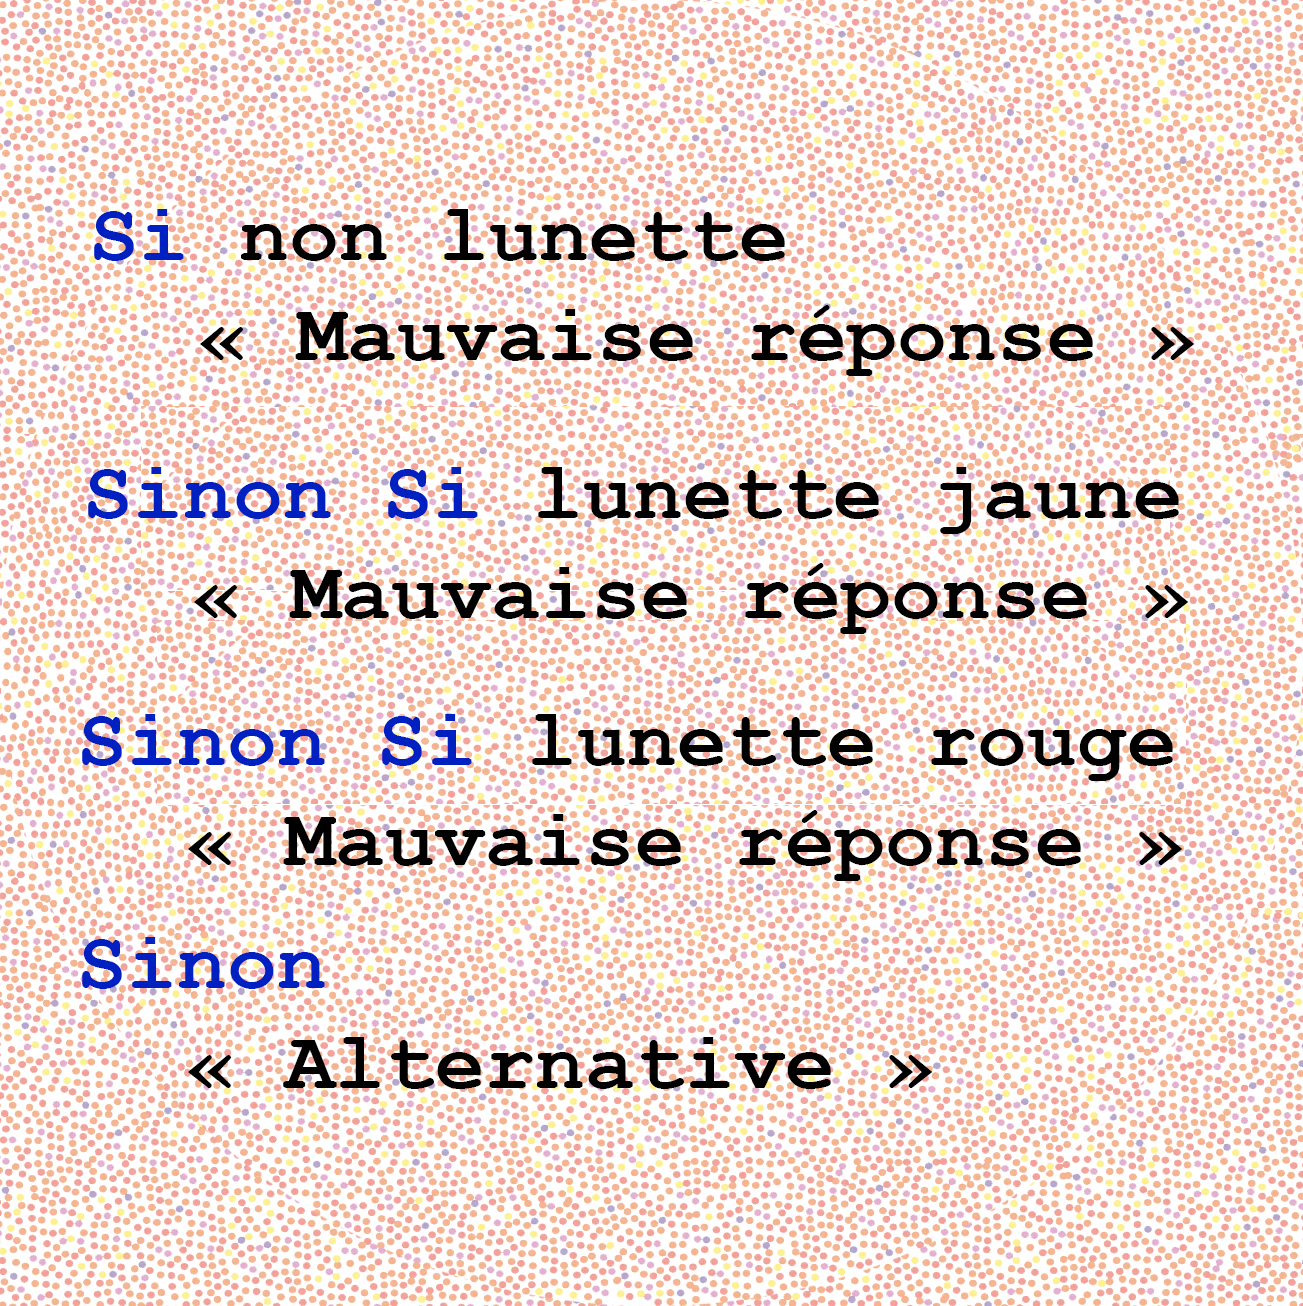 Si non lunette
« Mauvaise réponse »
Sinon Si lunette jaune
« Mauvaise réponse »
Sinon Si lunette rouge
« Mauvaise réponse »
Sinon
« Alternative »